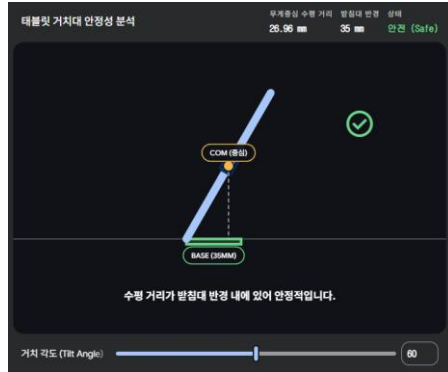 태블릿 거치대 안정성 분석
무게중심 수평 거리 받침대 반경 상태
26.96 mm 35 mm 안전 (Safe)
COM (중심)
BASE (35MM)
수평 거리가 받침대 반경 내에 있어 안정적입니다.
거치 각도 (Tilt Angle) 60